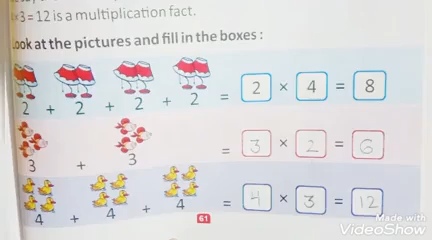 3 = 12 is a multiplication fact.
ook at the pictures and fill in the boxes :
2 + 2 + 2 + 2 = 2 × 4 = 8
3 + 3 = 3 × 2 = 6
4 + 4 + 4 = 4 × 3 = 12
61
Made with
VideoShow